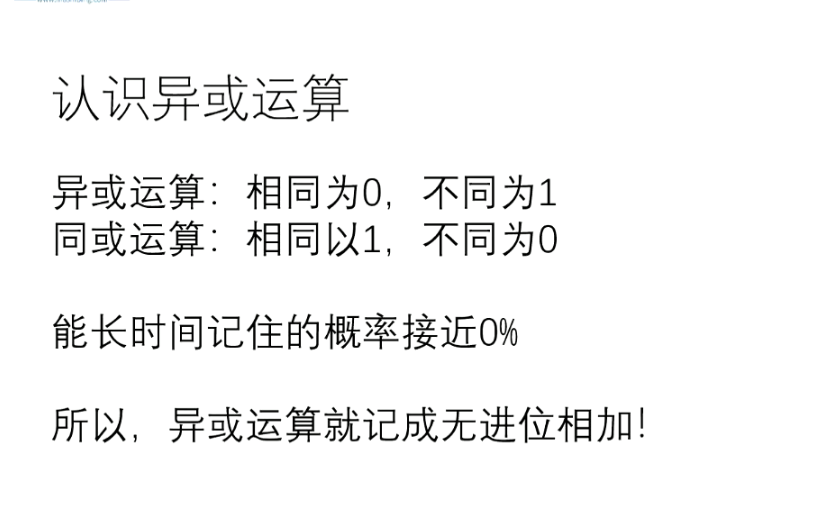 认识异或运算
异或运算：相同为0，不同为1
同或运算：相同以1，不同为0
能长时间记住的概率接近0%
所以，异或运算就记成无进位相加！